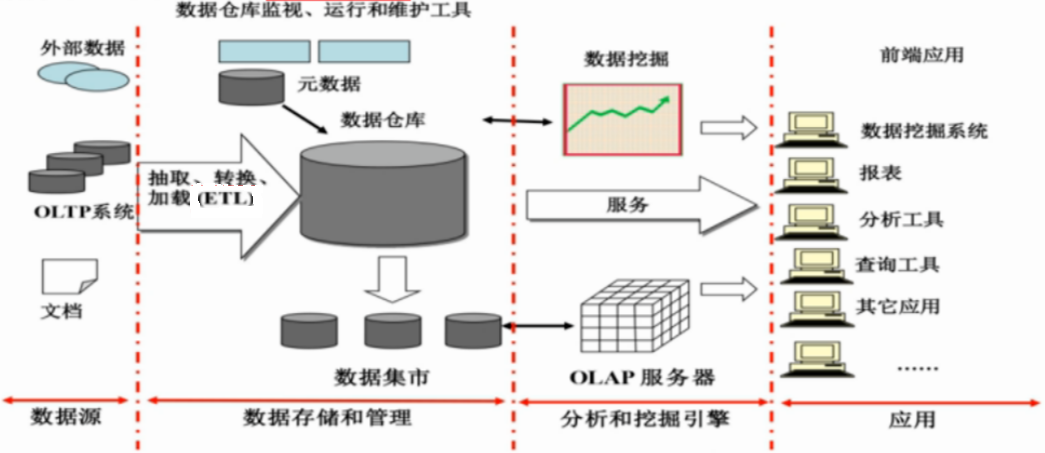 数据仓库监视、运行和维护工具
外部数据
元数据
数据仓库
OLTP系统
抽取、转换、
加载 (ETL)
文档
数据集市
数据挖掘
服务
OLAP 服务器
前端应用
数据挖掘系统
报表
分析工具
查询工具
其它应用
……
数据源
数据存储和管理
分析和挖掘引擎
应用